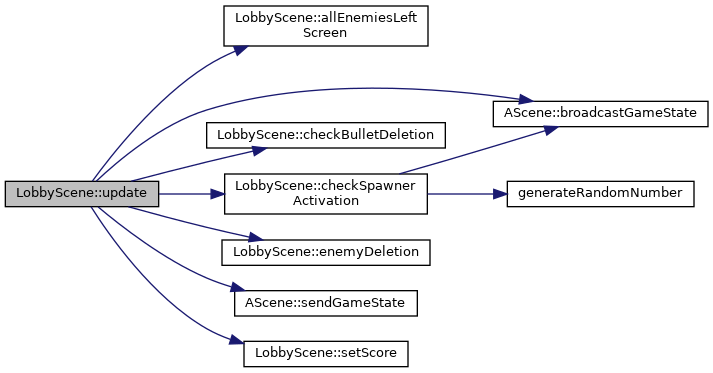 LobbyScene::allEnemiesLeft
Screen
AScene::broadcastGameState
LobbyScene::checkBulletDeletion
LobbyScene::update
LobbyScene::checkSpawner
Activation
generateRandomNumber
LobbyScene::enemyDeletion
AScene::sendGameState
LobbyScene::setScore